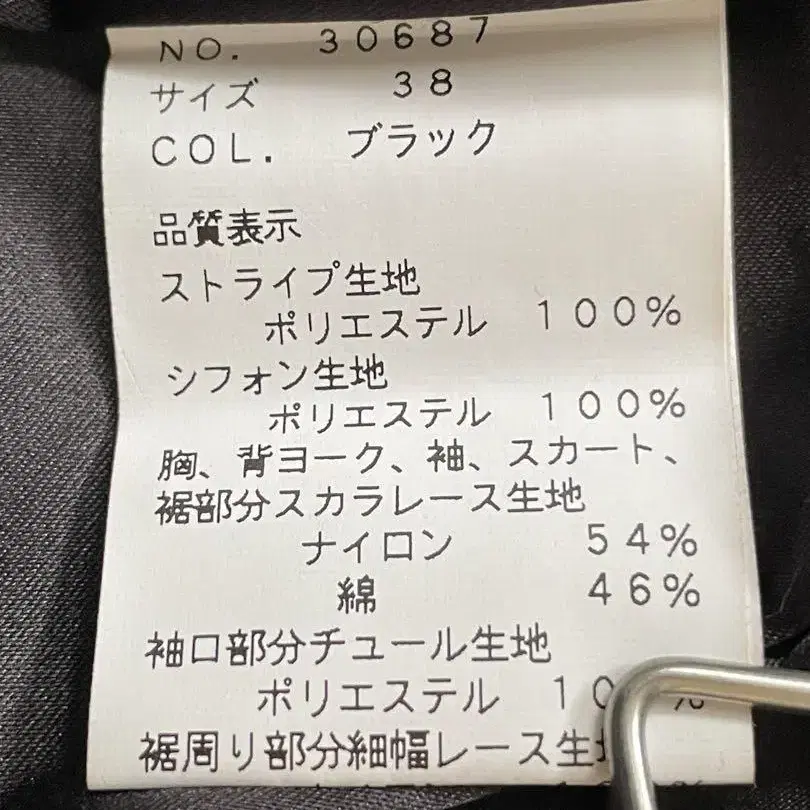 NO. 30687
サイズ 38
COL. ブラック
品質表示
ストライプ生地
ポリエステル 100%
シフォン生地
ポリエステル 100%
胸、背ヨーク、袖、スカート、
裾部分スカラレース生地
ナイロン 54%
綿 46%
袖口部分チュール生地
ポリエステル 10 %
裾周り部分細幅レース生